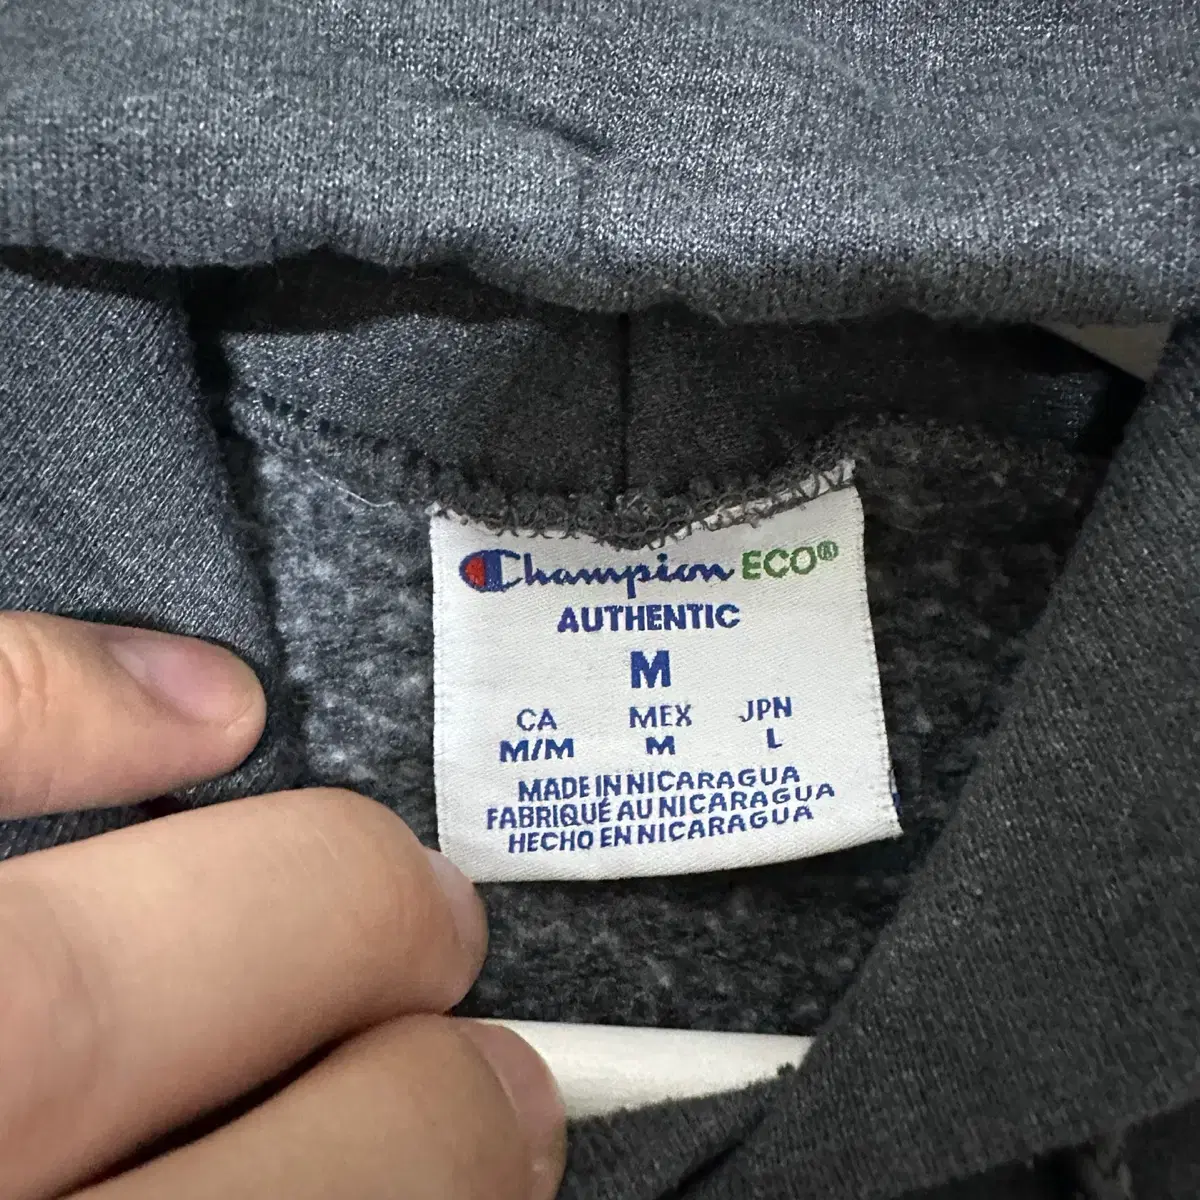 Champion ECO®
AUTHENTIC
M
CA MEX JPN
M/M M L
MADE IN NICARAGUA
FABRIQUÉ AU NICARAGUA
HECHO EN NICARAGUA